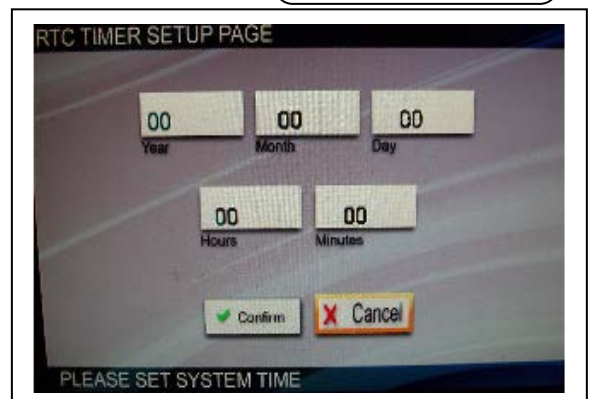 RTC TIMER SETUP PAGE
00 00 00
Year Month Day
00 00
Hours Minutes
Confirm Cancel
PLEASE SET SYSTEM TIME